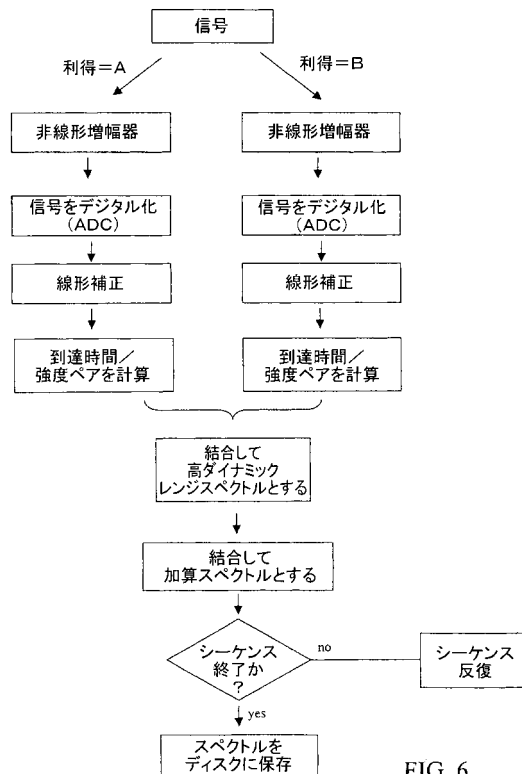 信号
利得＝A
利得＝B
非線形増幅器
非線形増幅器
信号をデジタル化
(ADC)
信号をデジタル化
(ADC)
線形補正
線形補正
到達時間／
強度ペアを計算
到達時間／
強度ペアを計算
結合して
高ダイナミック
レンジスペクトルとする
結合して
加算スペクトルとする
シーケンス
終了か
？
no
シーケンス
反復
yes
スペクトルを
ディスクに保存
FIG. 6